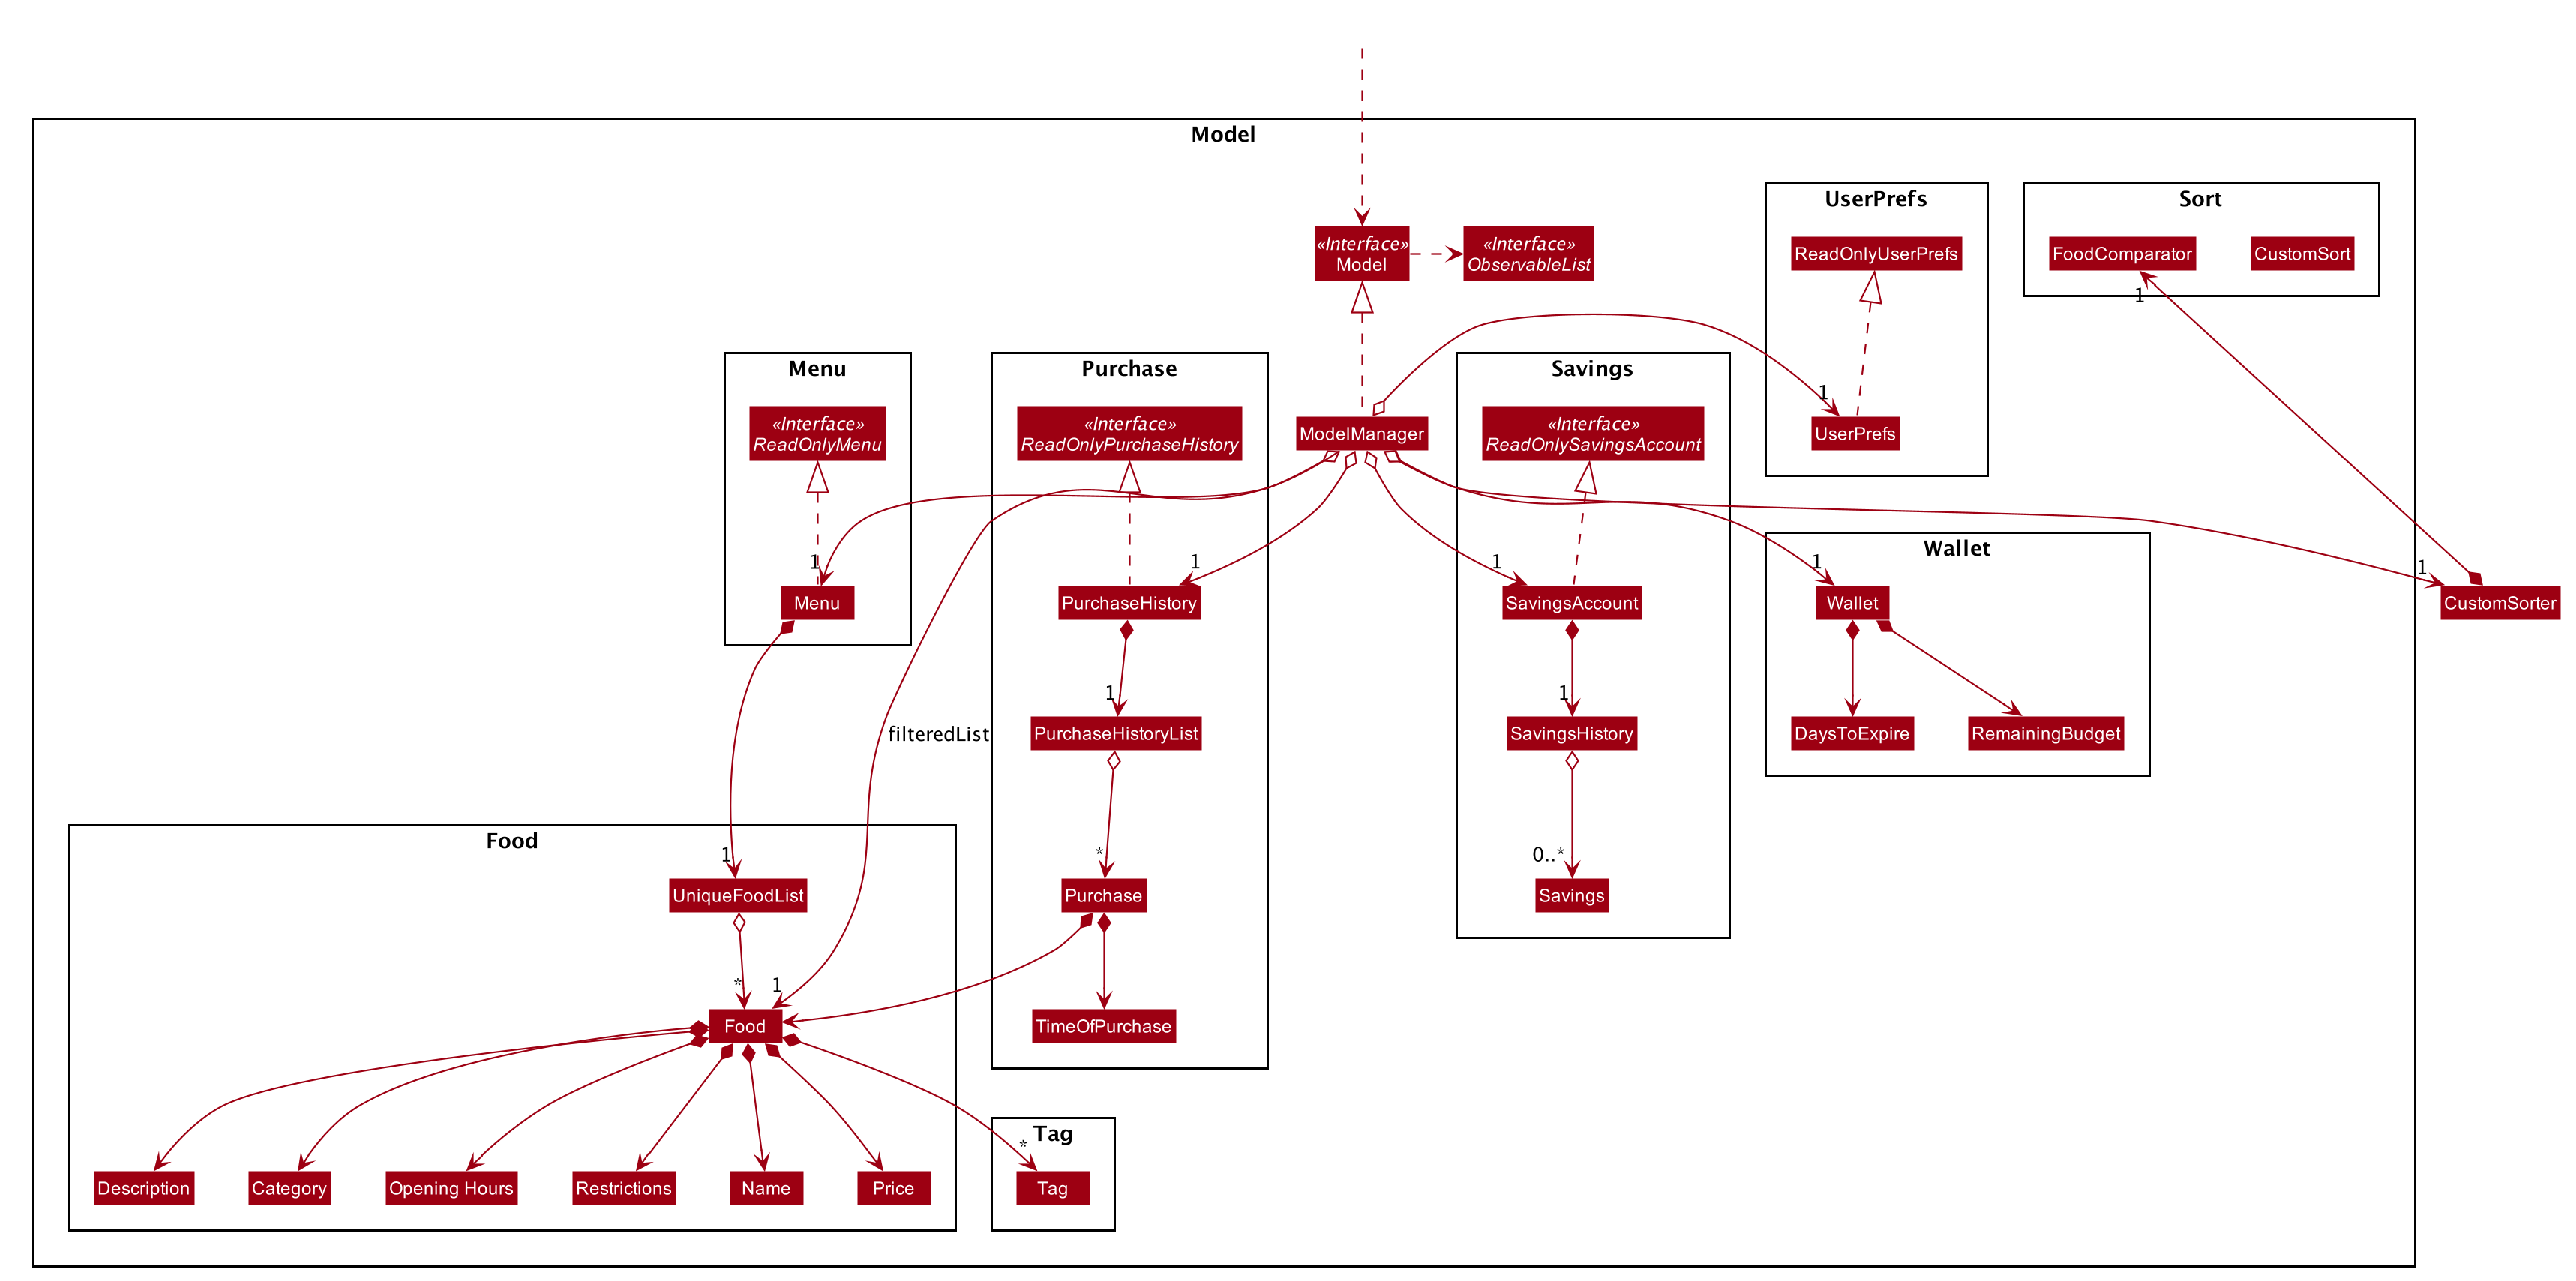 Model
«Interface»
Model
«Interface»
ObservableList
UserPrefs
ReadOnlyUserPrefs
1
UserPrefs
Sort
FoodComparator
CustomSort
1
Menu
«Interface»
ReadOnlyMenu
1
Menu
Purchase
«Interface»
ReadOnlyPurchaseHistory
ModelManager
1
PurchaseHistory
1
PurchaseHistoryList
*
Purchase
TimeOfPurchase
Savings
«Interface»
ReadOnlySavingsAccount
1
SavingsAccount
1
SavingsHistory
0..*
Savings
Wallet
1
Wallet
DaysToExpire
RemainingBudget
1
CustomSorter
filteredList
Food
1
UniqueFoodList
*
1
Food
Description
Category
Opening Hours
Restrictions
Name
Price
Tag
*
Tag